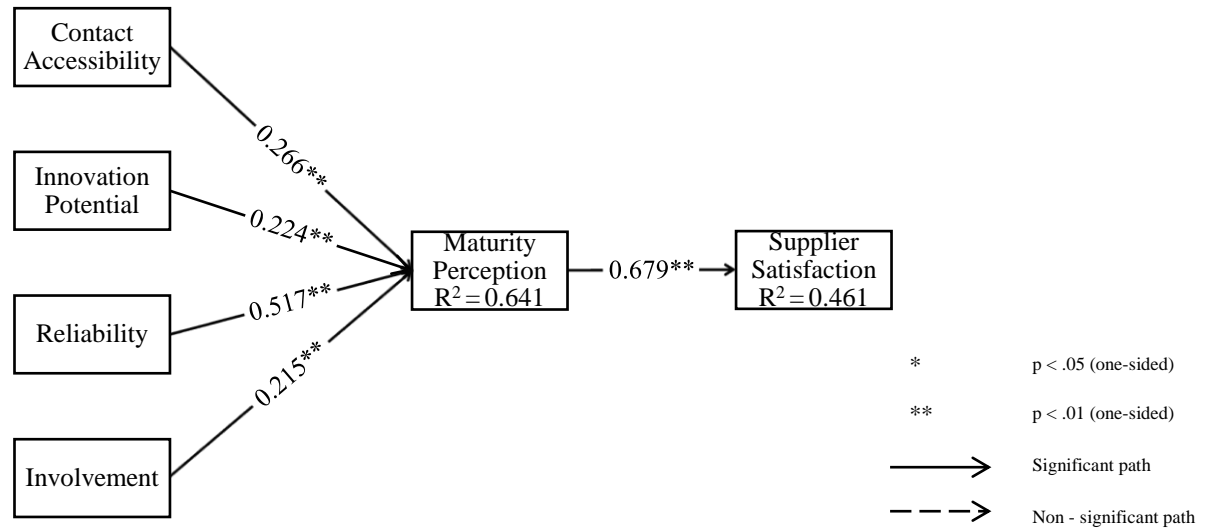 Contact
Accessibility
0.266**
Innovation
Potential
0.224**
Reliability
0.517**
Involvement
0.215**
Maturity
Perception
R² = 0.641
0.679**
Supplier
Satisfaction
R² = 0.461
* p < .05 (one-sided)
** p < .01 (one-sided)
Significant path
Non - significant path